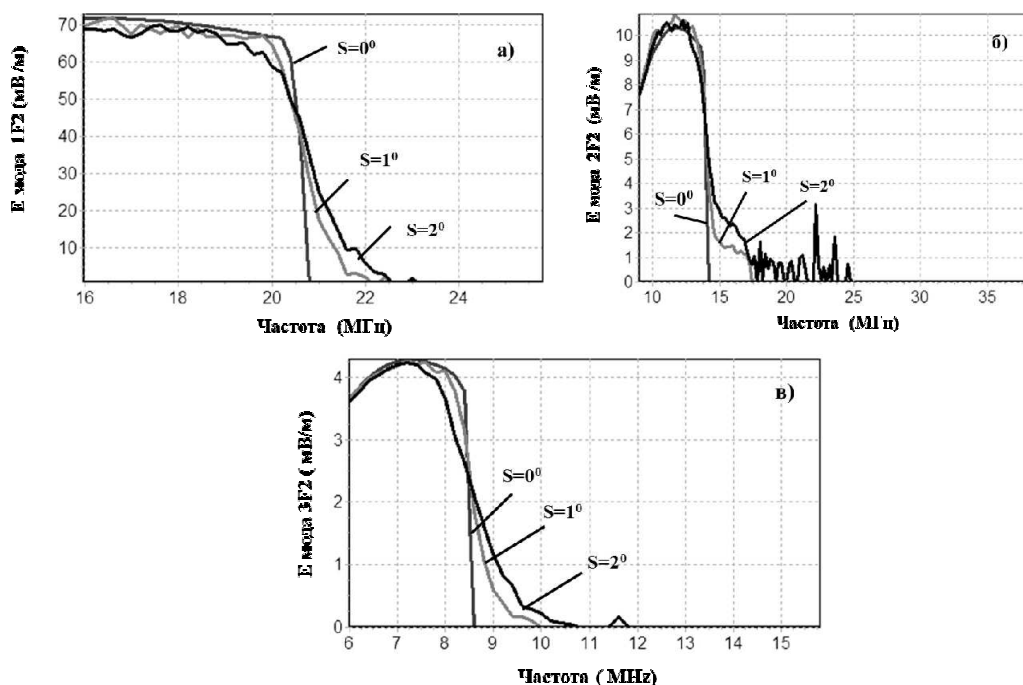 E мода 1F2 (мВ/м)
70
60
50
40
30
20
10
16
18
20
22
24
Частота (МГц)
а)
S=0⁰
S=1⁰
S=2⁰
E мода 2F2 (мВ/м)
10
9
8
7
6
5
4
3
2
1
0
10
15
20
25
30
35
Частота (МГц)
б)
S=0⁰
S=1⁰
S=2⁰
E мода 3F2 ( мВ/м)
4
3
2
1
0
6
7
8
9
10
11
12
13
14
15
Частота ( MHz)
в)
S=0⁰
S=1⁰
S=2⁰